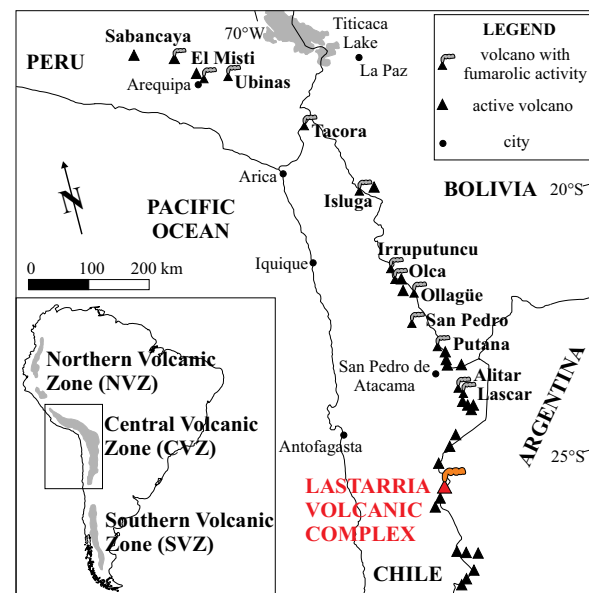 70°W
Titicaca
Lake
La Paz
Sabancaya
PERU
El Misti
Arequipa
Ubinas
LEGEND
volcano with
fumarolic activity
active volcano
city
Tacora
Arica
Isluga
BOLIVIA
20°S
N
PACIFIC
OCEAN
Iquique
0 100 200 km
Irruputuncu
Olca
Ollagüe
San Pedro
Putana
San Pedro de
Atacama
Alitar
Lascar
ARGENTINA
Antofagasta
25°S
LASTARRIA
VOLCANIC
COMPLEX
CHILE
Northern Volcanic
Zone (NVZ)
Central Volcanic
Zone (CVZ)
Southern Volcanic
Zone (SVZ)